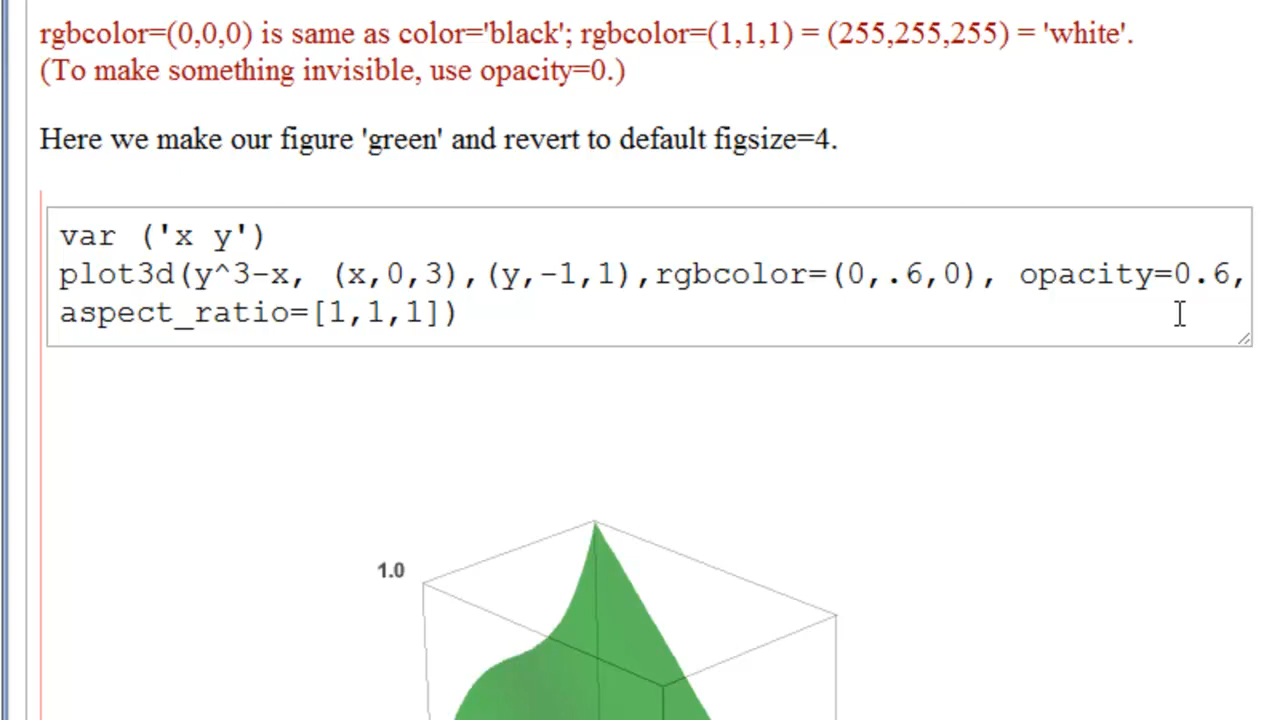 rgbcolor=(0,0,0) is same as color='black'; rgbcolor=(1,1,1) = (255,255,255) = 'white'.
(To make something invisible, use opacity=0.)
Here we make our figure 'green' and revert to default figsize=4.
var ('x y')
plot3d(y^3-x, (x,0,3),(y,-1,1),rgbcolor=(0,.6,0), opacity=0.6,
aspect_ratio=[1,1,1])
1.0